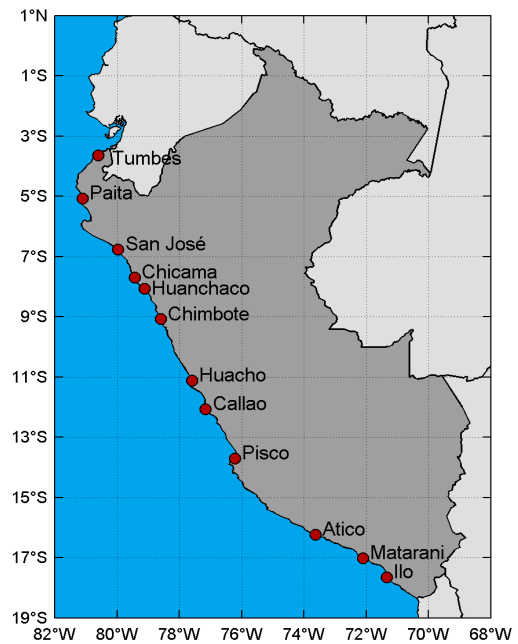 1°N
1°S
3°S
Tumbes
5°S
Paita
San José
7°S
Chicama
Huanchaco
9°S
Chimbote
11°S
Huacho
Callao
13°S
Pisco
15°S
Atico
17°S
Matarani
Ilo
19°S
82°W 80°W 78°W 76°W 74°W 72°W 70°W 68°W